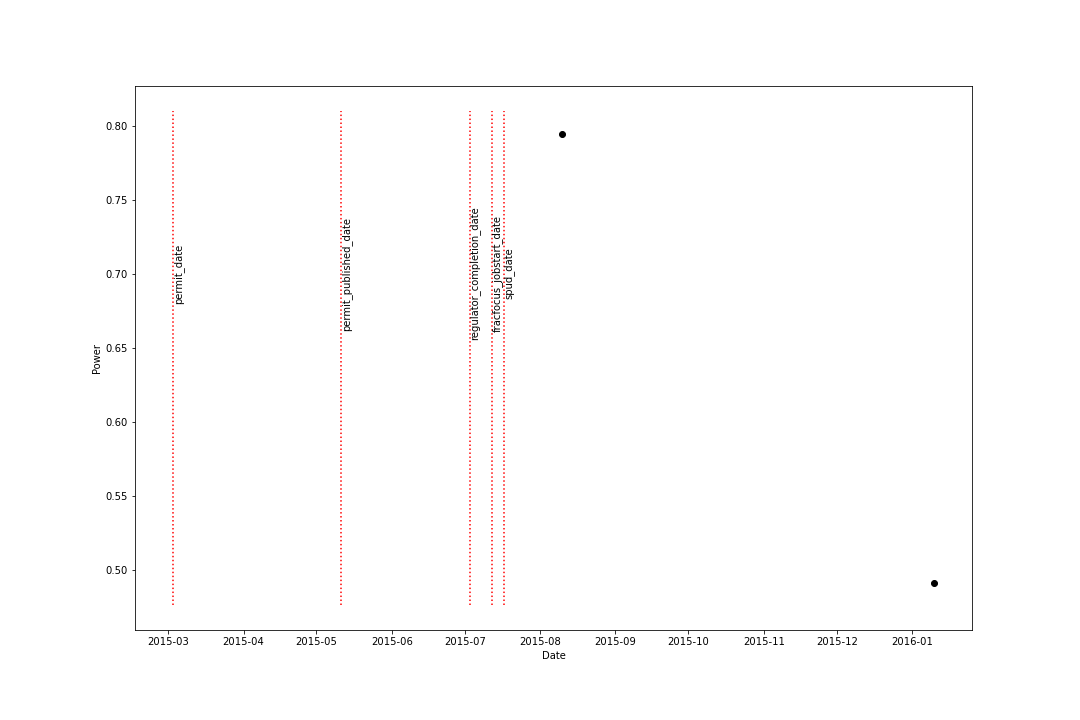 0.80
0.75
0.70
0.65
0.60
0.55
0.50
Power
permit_date
permit_published_date
regulator_completion_date
fracfocus_jobstart_date
spud_date
2015-03 2015-04 2015-05 2015-06 2015-07 2015-08 2015-09 2015-10 2015-11 2015-12 2016-01
Date